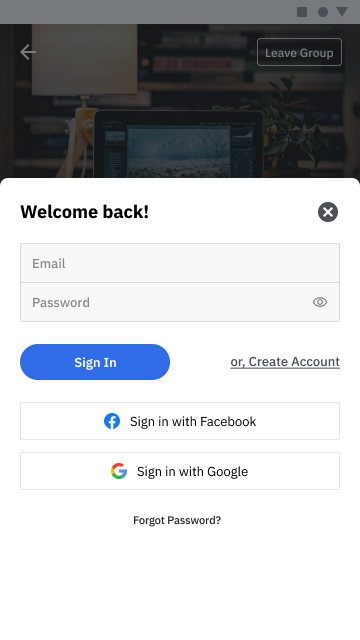 Leave Group
Welcome back!
Email
Password
Sign In
or, Create Account
Sign in with Facebook
Sign in with Google
Forgot Password?